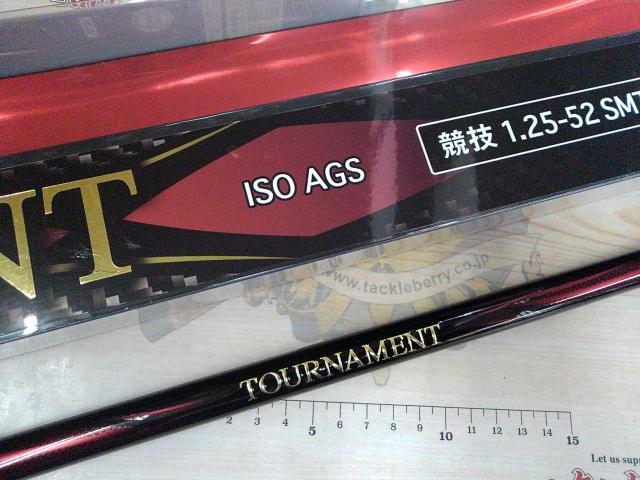 NT
ISO AGS
競技 1.25-52 SMT
www.tackleberry.co.jp
TOURNAMENT
2 3 4 5 6 7 8 9 10 11 12 13 14 15
Let us sup